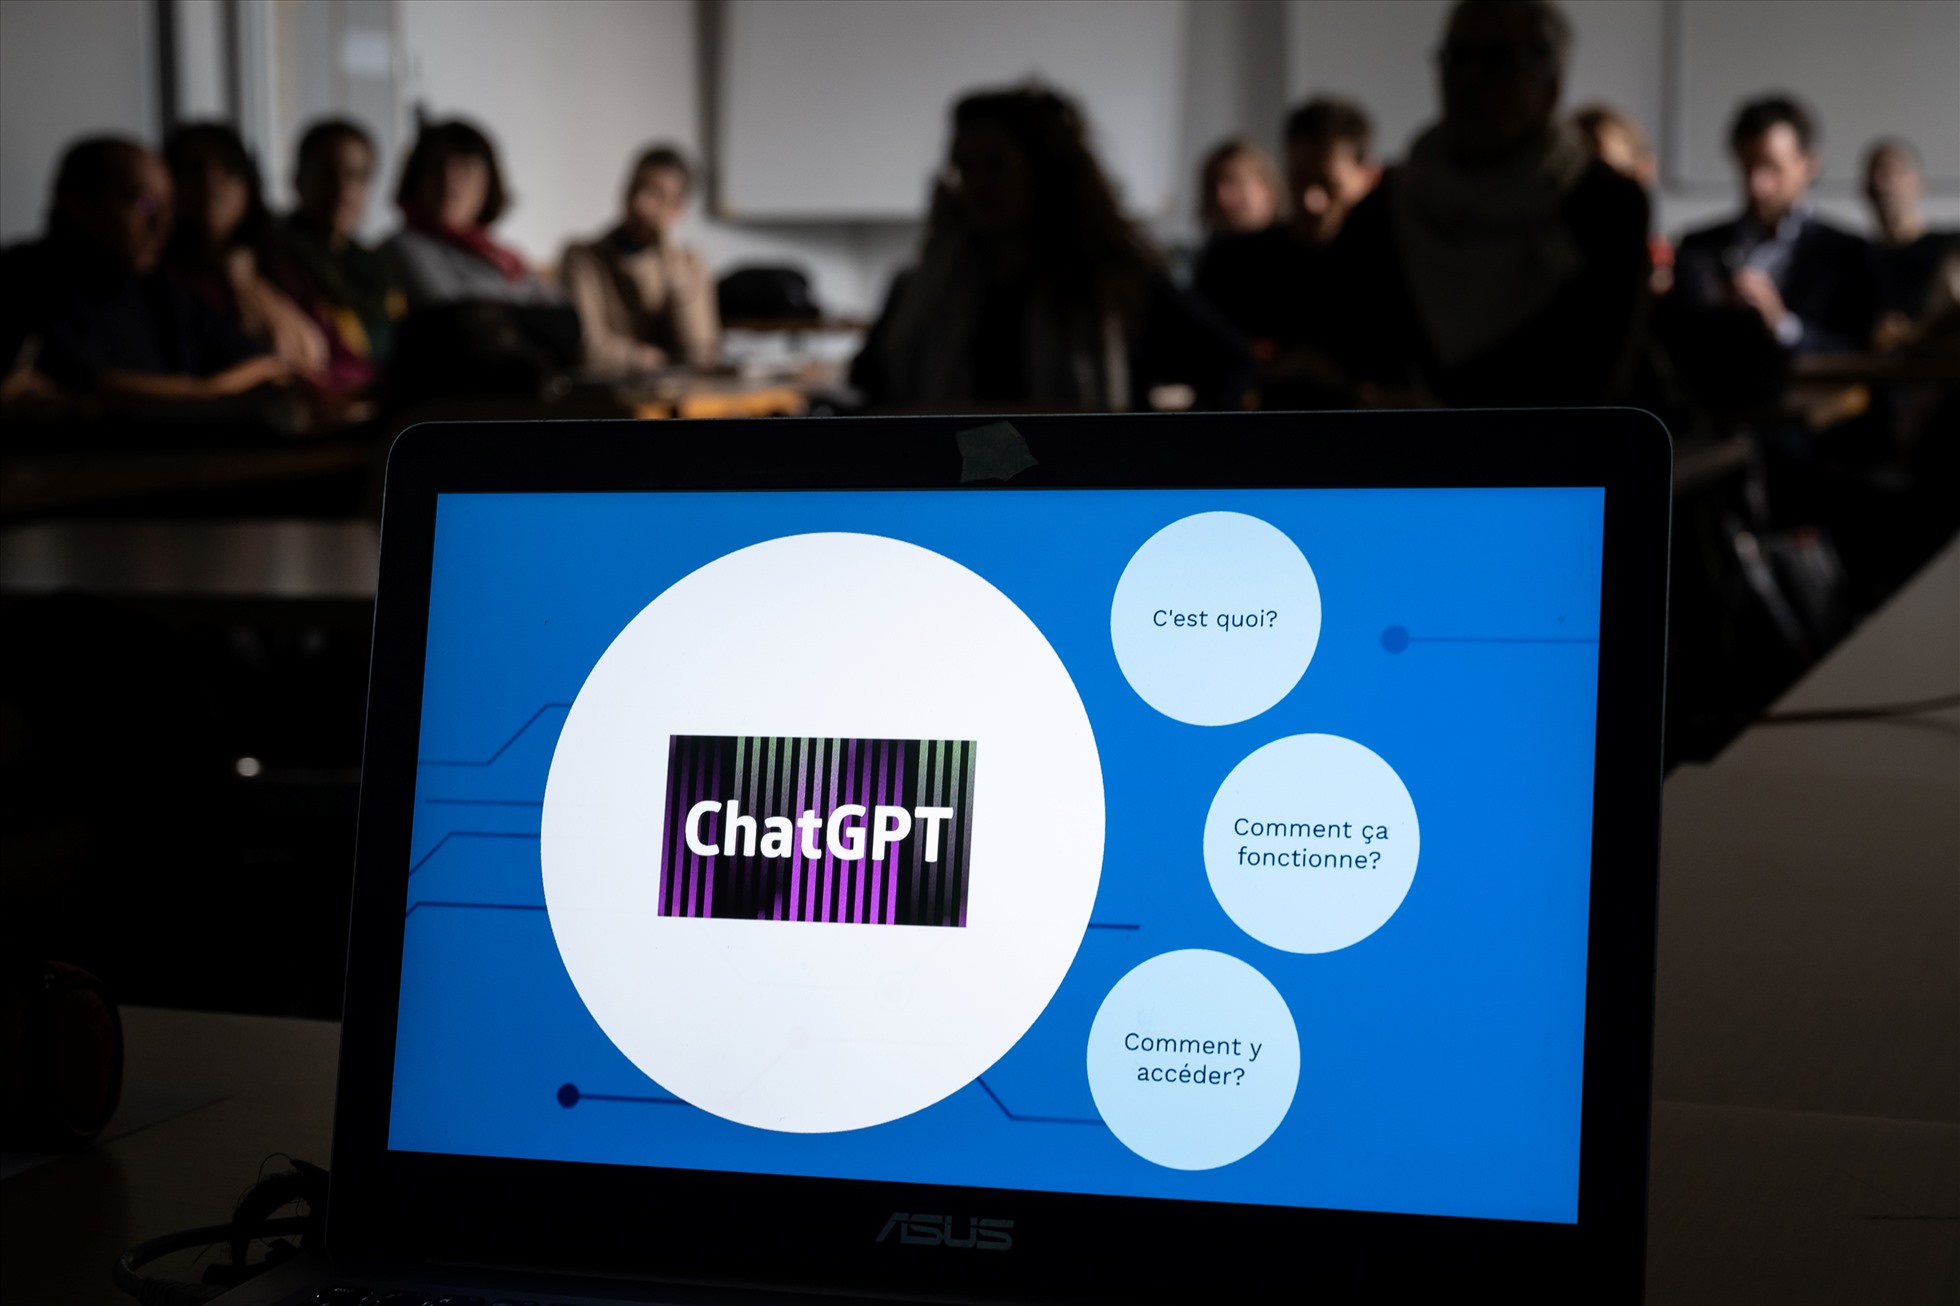 ChatGPT
C'est quoi?
Comment ça
fonctionne?
Comment y
accéder?
ASUS